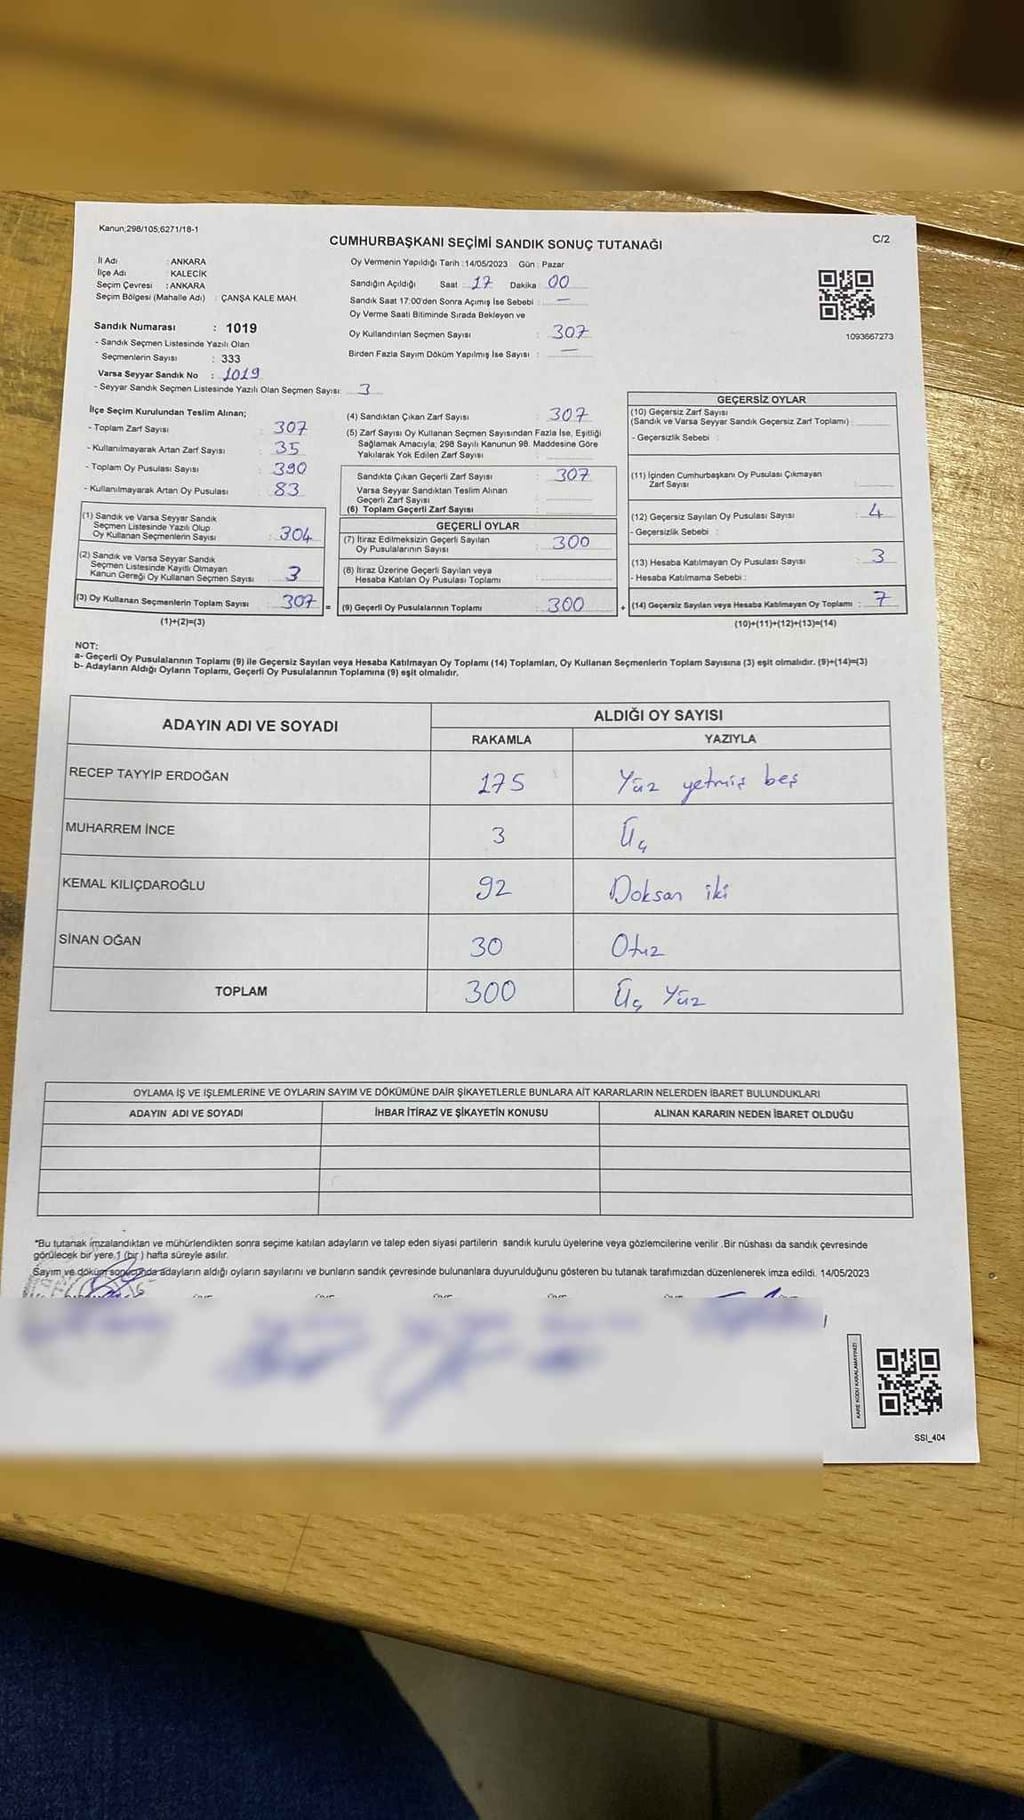 Kanun;298/105,6271/18-1
CUMHURBAŞKANI SEÇİMİ SANDIK SONUÇ TUTANAĞI
C/2
İl Adı : ANKARA
İlçe Adı : KALECİK
Seçim Çevresi : ANKARA
Seçim Bölgesi (Mahalle Adı) : ÇANŞA KALE MAH.
Oy Vermenin Yapıldığı Tarih :14/05/2023 Gün : Pazar
Sandığın Açıldığı Saat : 17 Dakika : 00
Sandık Saat 17:00'den Sonra Açımış İse Sebebi : —
Oy Verme Saati Bitiminde Sırada Bekleyen ve
Oy Kullandırılan Seçmen Sayısı : 307
Birden Fazla Sayım Döküm Yapılmış İse Sayısı : —
1093667273
Sandık Numarası : 1019
- Sandık Seçmen Listesinde Yazılı Olan
Seçmenlerin Sayısı : 333
Varsa Seyyar Sandık No : 1019
- Seyyar Sandık Seçmen Listesinde Yazılı Olan Seçmen Sayısı: 3
İlçe Seçim Kurulundan Teslim Alınan;
- Toplam Zarf Sayısı : 307
- Kullanılmayarak Artan Zarf Sayısı : 35
- Toplam Oy Pusulası Sayısı : 390
- Kullanılmayarak Artan Oy Pusulası : 83
(1) Sandık ve Varsa Seyyar Sandık
Seçmen Listesinde Yazılı Olup
Oy Kullanan Seçmenlerin Sayısı : 304
(2) Sandık ve Varsa Seyyar Sandık
Seçmen Listesinde Kayıtlı Olmayan
Kanun Gereği Oy Kullanan Seçmen Sayısı : 3
(3) Oy Kullanan Seçmenlerin Toplam Sayısı : 307 =
(1)+(2)=(3)
(4) Sandıktan Çıkan Zarf Sayısı : 307
(5) Zarf Sayısı Oy Kullanan Seçmen Sayısından Fazla İse, Eşitliği
Sağlamak Amacıyla, 298 Sayılı Kanunun 98. Maddesine Göre
Yakılarak Yok Edilen Zarf Sayısı :
Sandıkta Çıkan Geçerli Zarf Sayısı : 307
Varsa Seyyar Sandıktan Teslim Alınan
Geçerli Zarf Sayısı :
(6) Toplam Geçerli Zarf Sayısı :
GEÇERLİ OYLAR
(7) İtiraz Edilmeksizin Geçerli Sayılan
Oy Pusulalarının Sayısı : 300
(8) İtiraz Üzerine Geçerli Sayılan veya
Hesaba Katılan Oy Pusulası Toplamı :
(9) Geçerli Oy Pusulalarının Toplamı : 300 +
GEÇERSİZ OYLAR
(10) Geçersiz Zarf Sayısı
(Sandık ve Varsa Seyyar Sandık Geçersiz Zarf Toplamı) :
- Geçersizlik Sebebi :
(11) İçinden Cumhurbaşkanı Oy Pusulası Çıkmayan
Zarf Sayısı :
(12) Geçersiz Sayılan Oy Pusulası Sayısı : 4
- Geçersizlik Sebebi :
(13) Hesaba Katılmayan Oy Pusulası Sayısı : 3
- Hesaba Katılmama Sebebi :
(14) Geçersiz Sayılan veya Hesaba Katılmayan Oy Toplamı : 7
(10)+(11)+(12)+(13)=(14)
NOT:
a- Geçerli Oy Pusulalarının Toplamı (9) ile Geçersiz Sayılan veya Hesaba Katılmayan Oy Toplamı (14) Toplamları, Oy Kullanan Seçmenlerin Toplam Sayısına (3) eşit olmalıdır. (9)+(14)=(3)
b- Adayların Aldığı Oyların Toplamı, Geçerli Oy Pusulalarının Toplamına (9) eşit olmalıdır.
ADAYIN ADI VE SOYADI
ALDIĞI OY SAYISI
RAKAMLA YAZIYLA
RECEP TAYYİP ERDOĞAN 175 Yüz yetmiş beş
MUHARREM İNCE 3 Üç
KEMAL KILIÇDAROĞLU 92 Doksan iki
SİNAN OĞAN 30 Otuz
TOPLAM 300 Üç Yüz
OYLAMA İŞ VE İŞLEMLERİNE VE OYLARIN SAYIM VE DÖKÜMÜNE DAİR ŞİKAYETLERLE BUNLARA AİT KARARLARIN NELERDEN İBARET BULUNDUKLARI
ADAYIN ADI VE SOYADI İHBAR İTİRAZ VE ŞİKAYETİN KONUSU ALINAN KARARIN NEDEN İBARET OLDUĞU
*Bu tutanak imzalandıktan ve mühürlendikten sonra seçime katılan adayların ve talep eden siyasi partilerin sandık kurulu üyelerine veya gözlemcilerine verilir .Bir nüshası da sandık çevresinde
görülecek bir yere 1 (bir ) hafta süreyle asılır.
Sayım ve döküm sonucunda adayların aldığı oyların sayılarını ve bunların sandık çevresinde bulunanlara duyurulduğunu gösteren bu tutanak tarafımızdan düzenlenerek imza edildi. 14/05/2023
KARE KODU KARALAMAYINIZ!
SSI_404